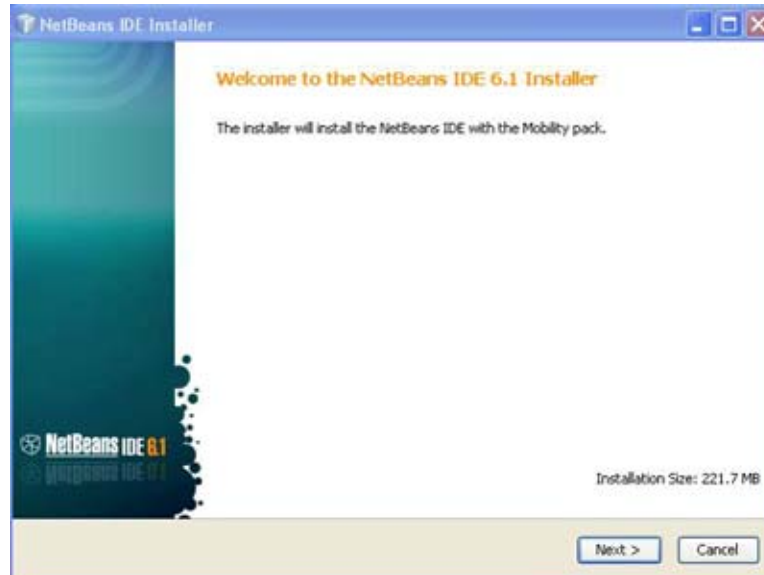 NetBeans IDE Installer
Welcome to the NetBeans IDE 6.1 Installer
The installer will install the NetBeans IDE with the Mobility pack.
NetBeans IDE 6.1
Installation Size: 221.7 MB
Next >
Cancel